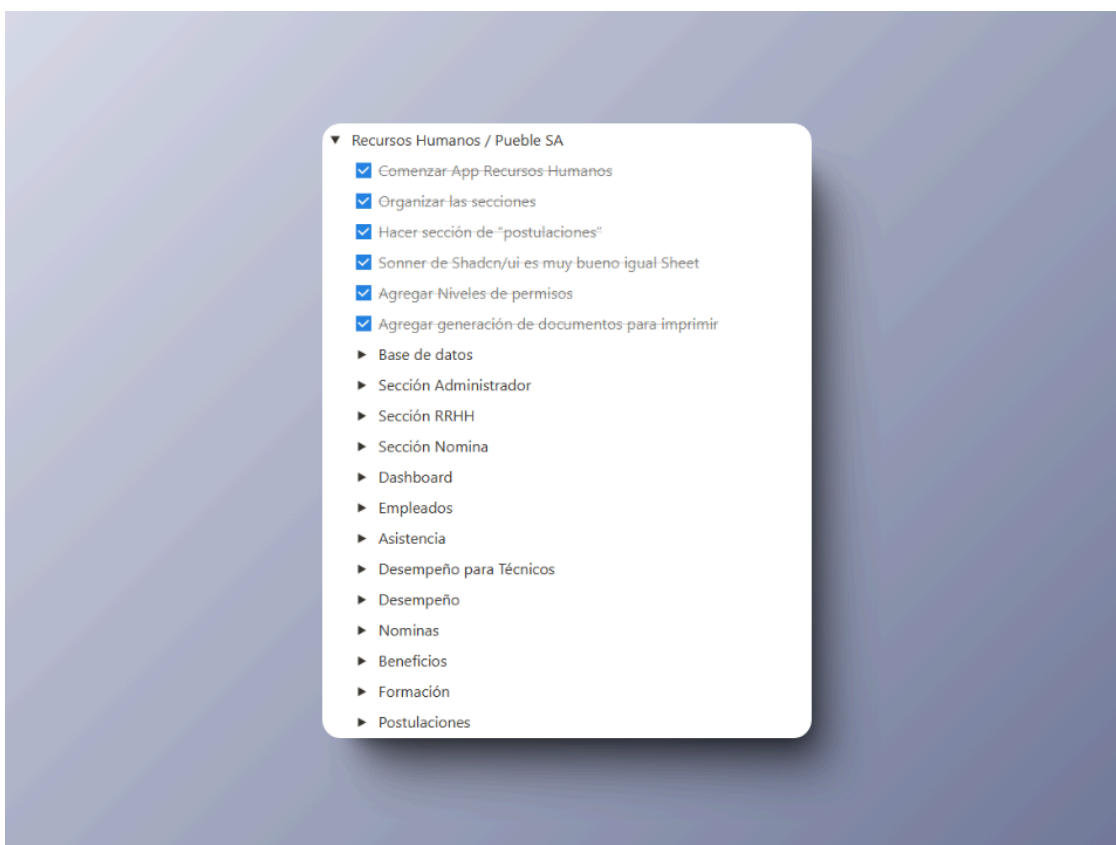 Recursos Humanos / Pueble SA
Comenzar App Recursos Humanos
Organizar las secciones
Hacer sección de "postulaciones"
Sonner de Shadcn/ui es muy bueno igual Sheet
Agregar Niveles de permisos
Agregar generación de documentos para imprimir
Base de datos
Sección Administrador
Sección RRHH
Sección Nomina
Dashboard
Empleados
Asistencia
Desempeño para Técnicos
Desempeño
Nominas
Beneficios
Formación
Postulaciones